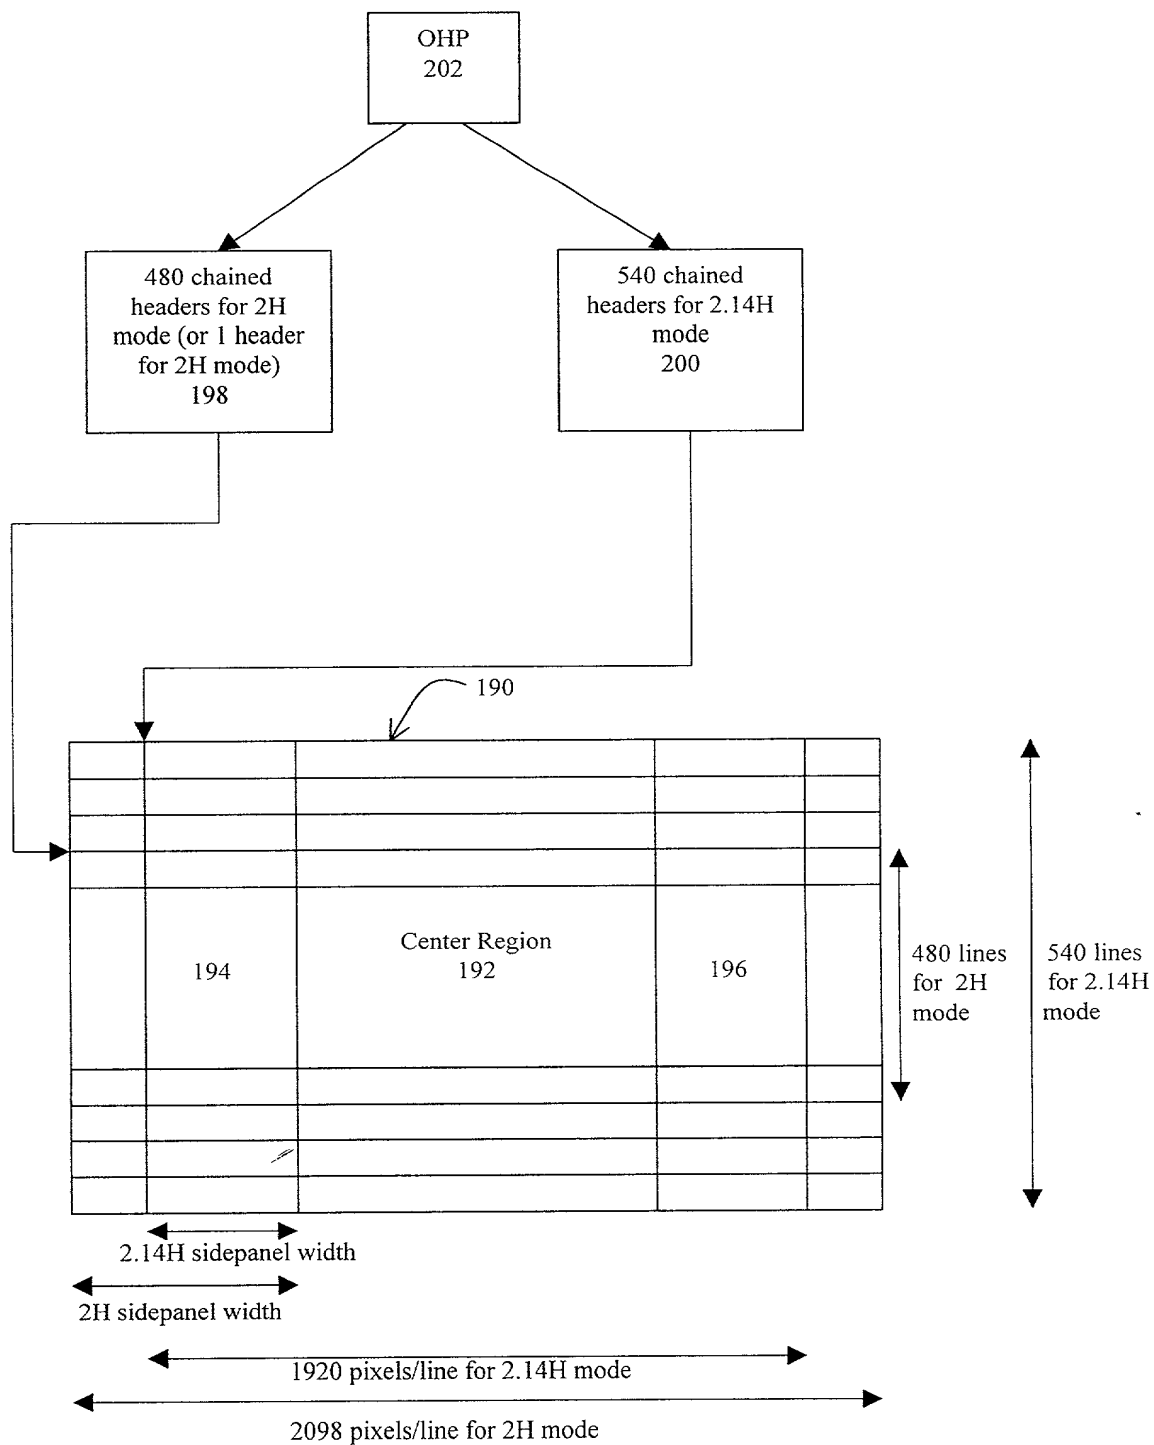 OHP
202
480 chained
headers for 2H
mode (or 1 header
for 2H mode)
198
540 chained
headers for 2.14H
mode
200
190
Center Region
192
194
196
480 lines
for 2H
mode
540 lines
for 2.14H
mode
2.14H sidepanel width
2H sidepanel width
1920 pixels/line for 2.14H mode
2098 pixels/line for 2H mode